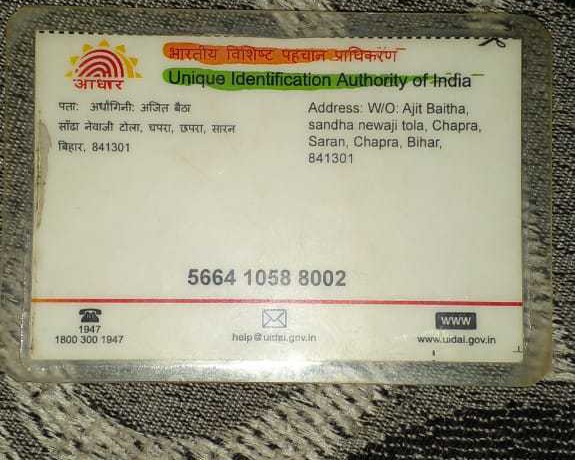 भारतीय विशिष्ट पहचान प्राधिकरण
Unique Identification Authority of India
आधार
पता: अर्धांगिनी: अजित बैठा
साँढा नेवाजी टोला, चपरा, छपरा, सारन
बिहार, 841301
Address: W/O: Ajit Baitha,
sandha newaji tola, Chapra,
Saran, Chapra, Bihar,
841301
5664 1058 8002
1947
1800 300 1947
help@uidai.gov.in
WWW
www.uidai.gov.in